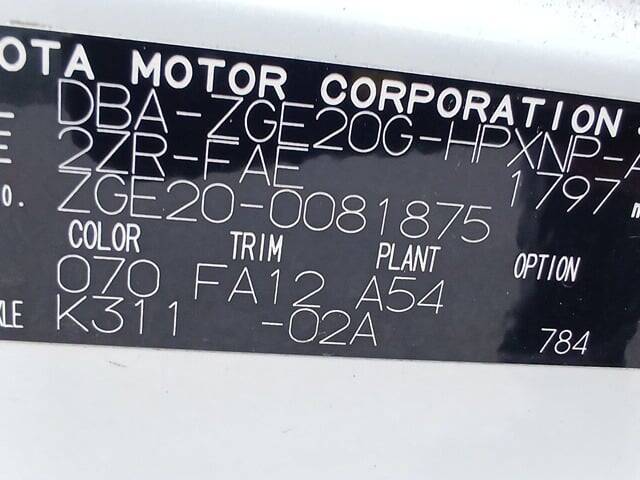 OTA MOTOR CORPORATION
DBA-ZGE20G-HPXNP-A
2ZR-FAE 1797
O. ZGE20-0081875
COLOR TRIM PLANT OPTION
070 FA12 A54
K311 -02A 784